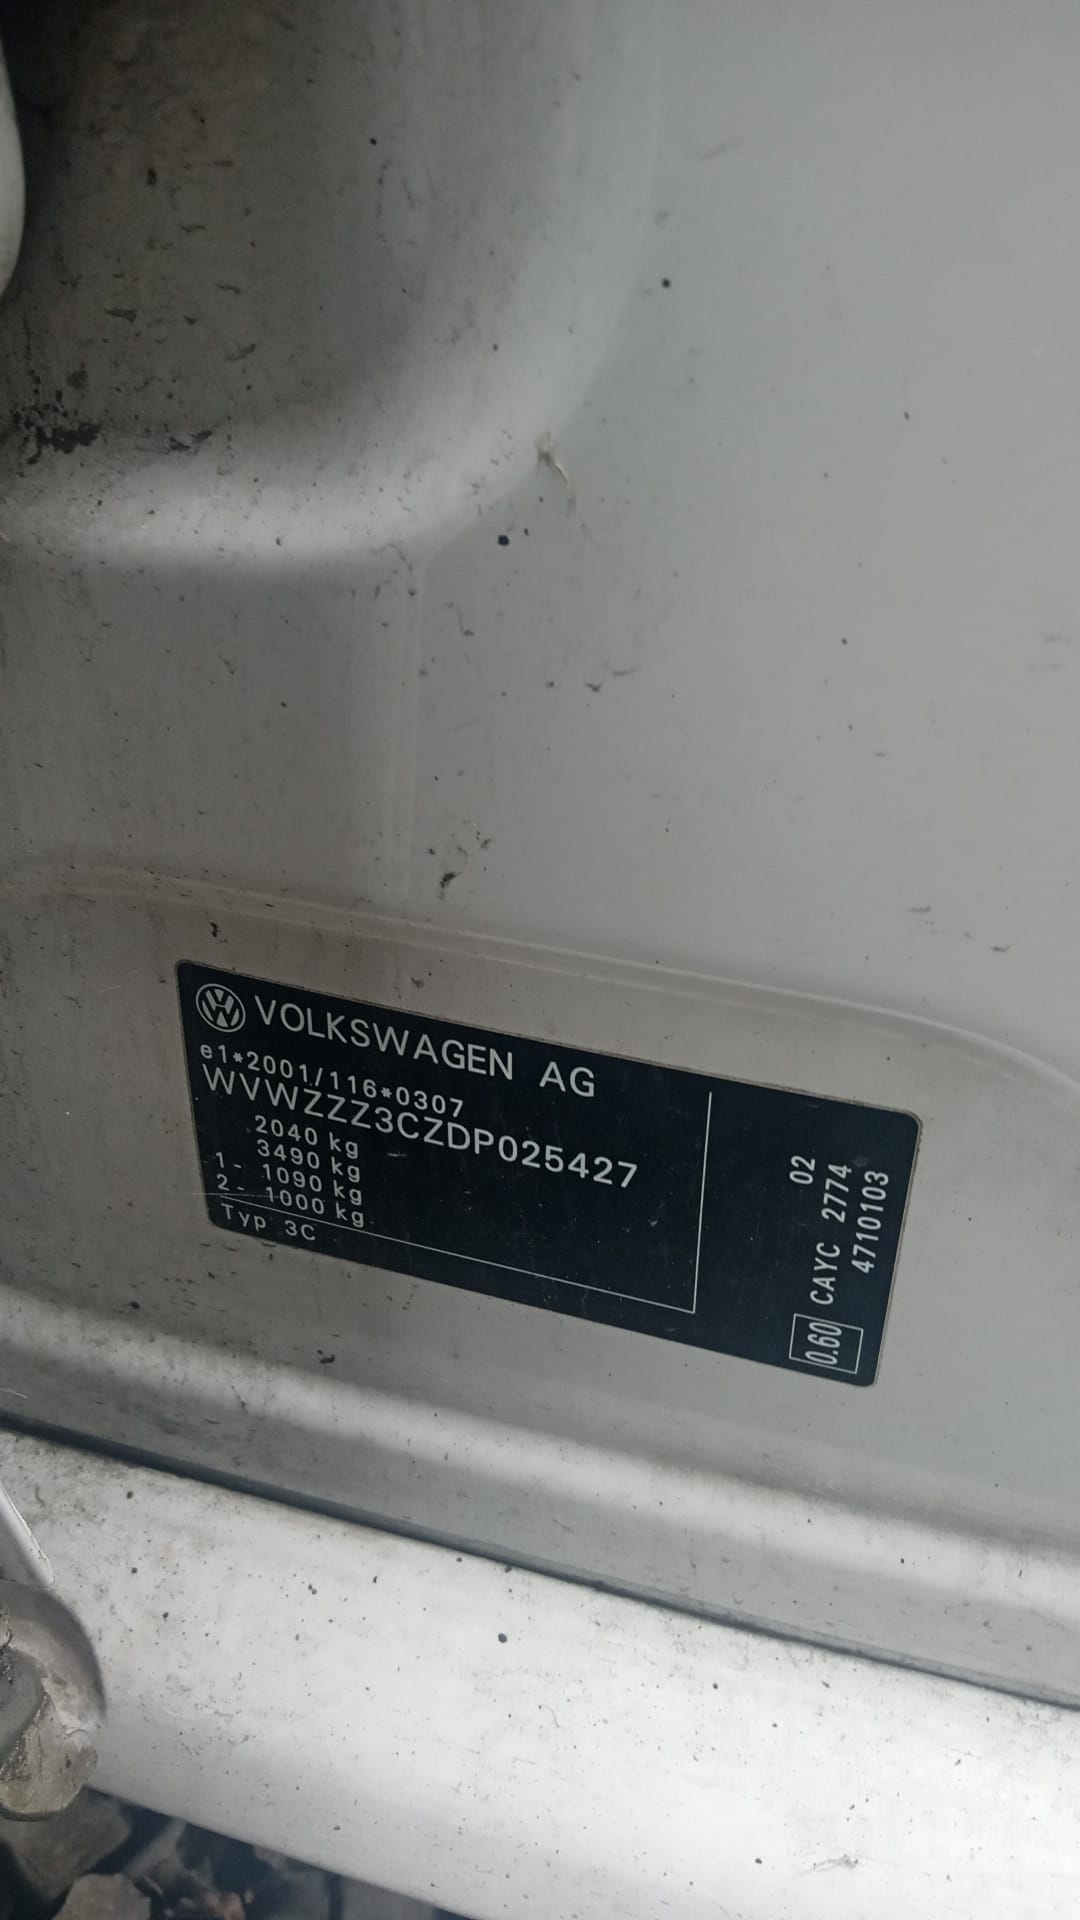 VOLKSWAGEN AG
e1*2001/116*0307
WVWZZZ3CZDP025427
2040 kg
3490 kg
1- 1090 kg
2- 1000 kg
Typ 3C
02
CAYC 2774
4710103
0.60